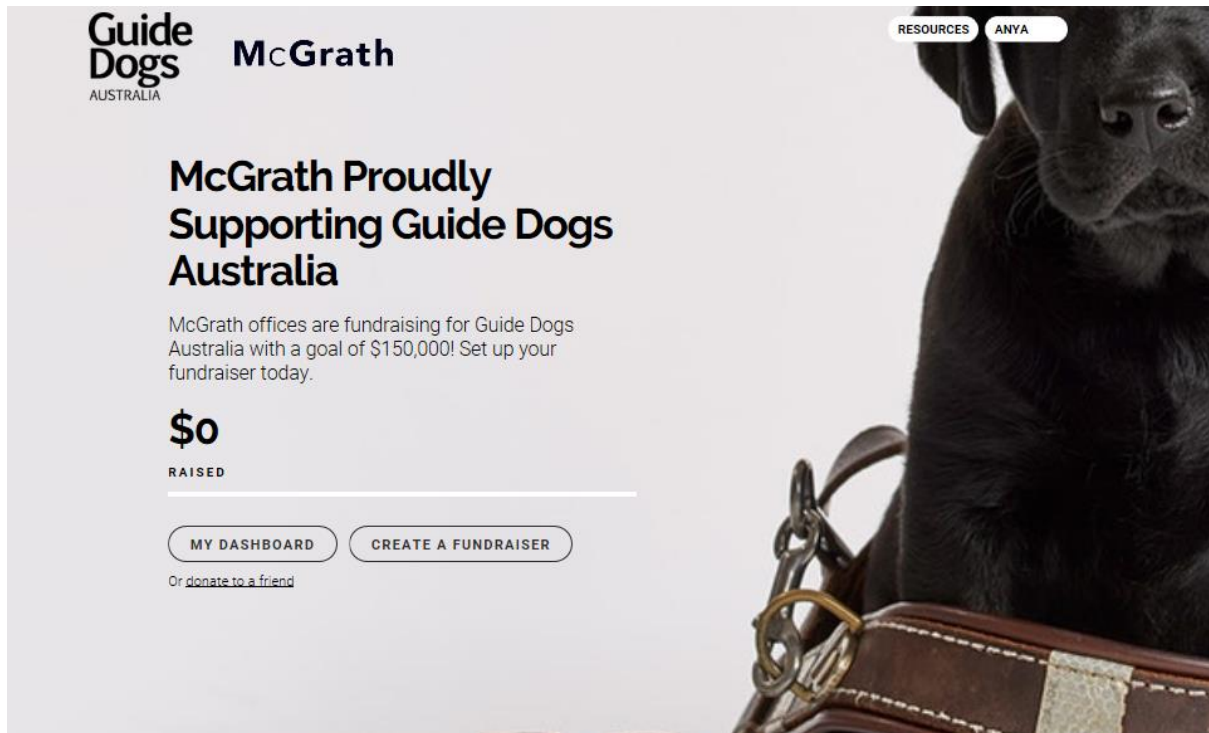 Guide
Dogs
AUSTRALIA
McGrath
RESOURCES
ANYA
McGrath Proudly
Supporting Guide Dogs
Australia
McGrath offices are fundraising for Guide Dogs
Australia with a goal of $150,000! Set up your
fundraiser today.
$0
RAISED
MY DASHBOARD
CREATE A FUNDRAISER
Or donate to a friend